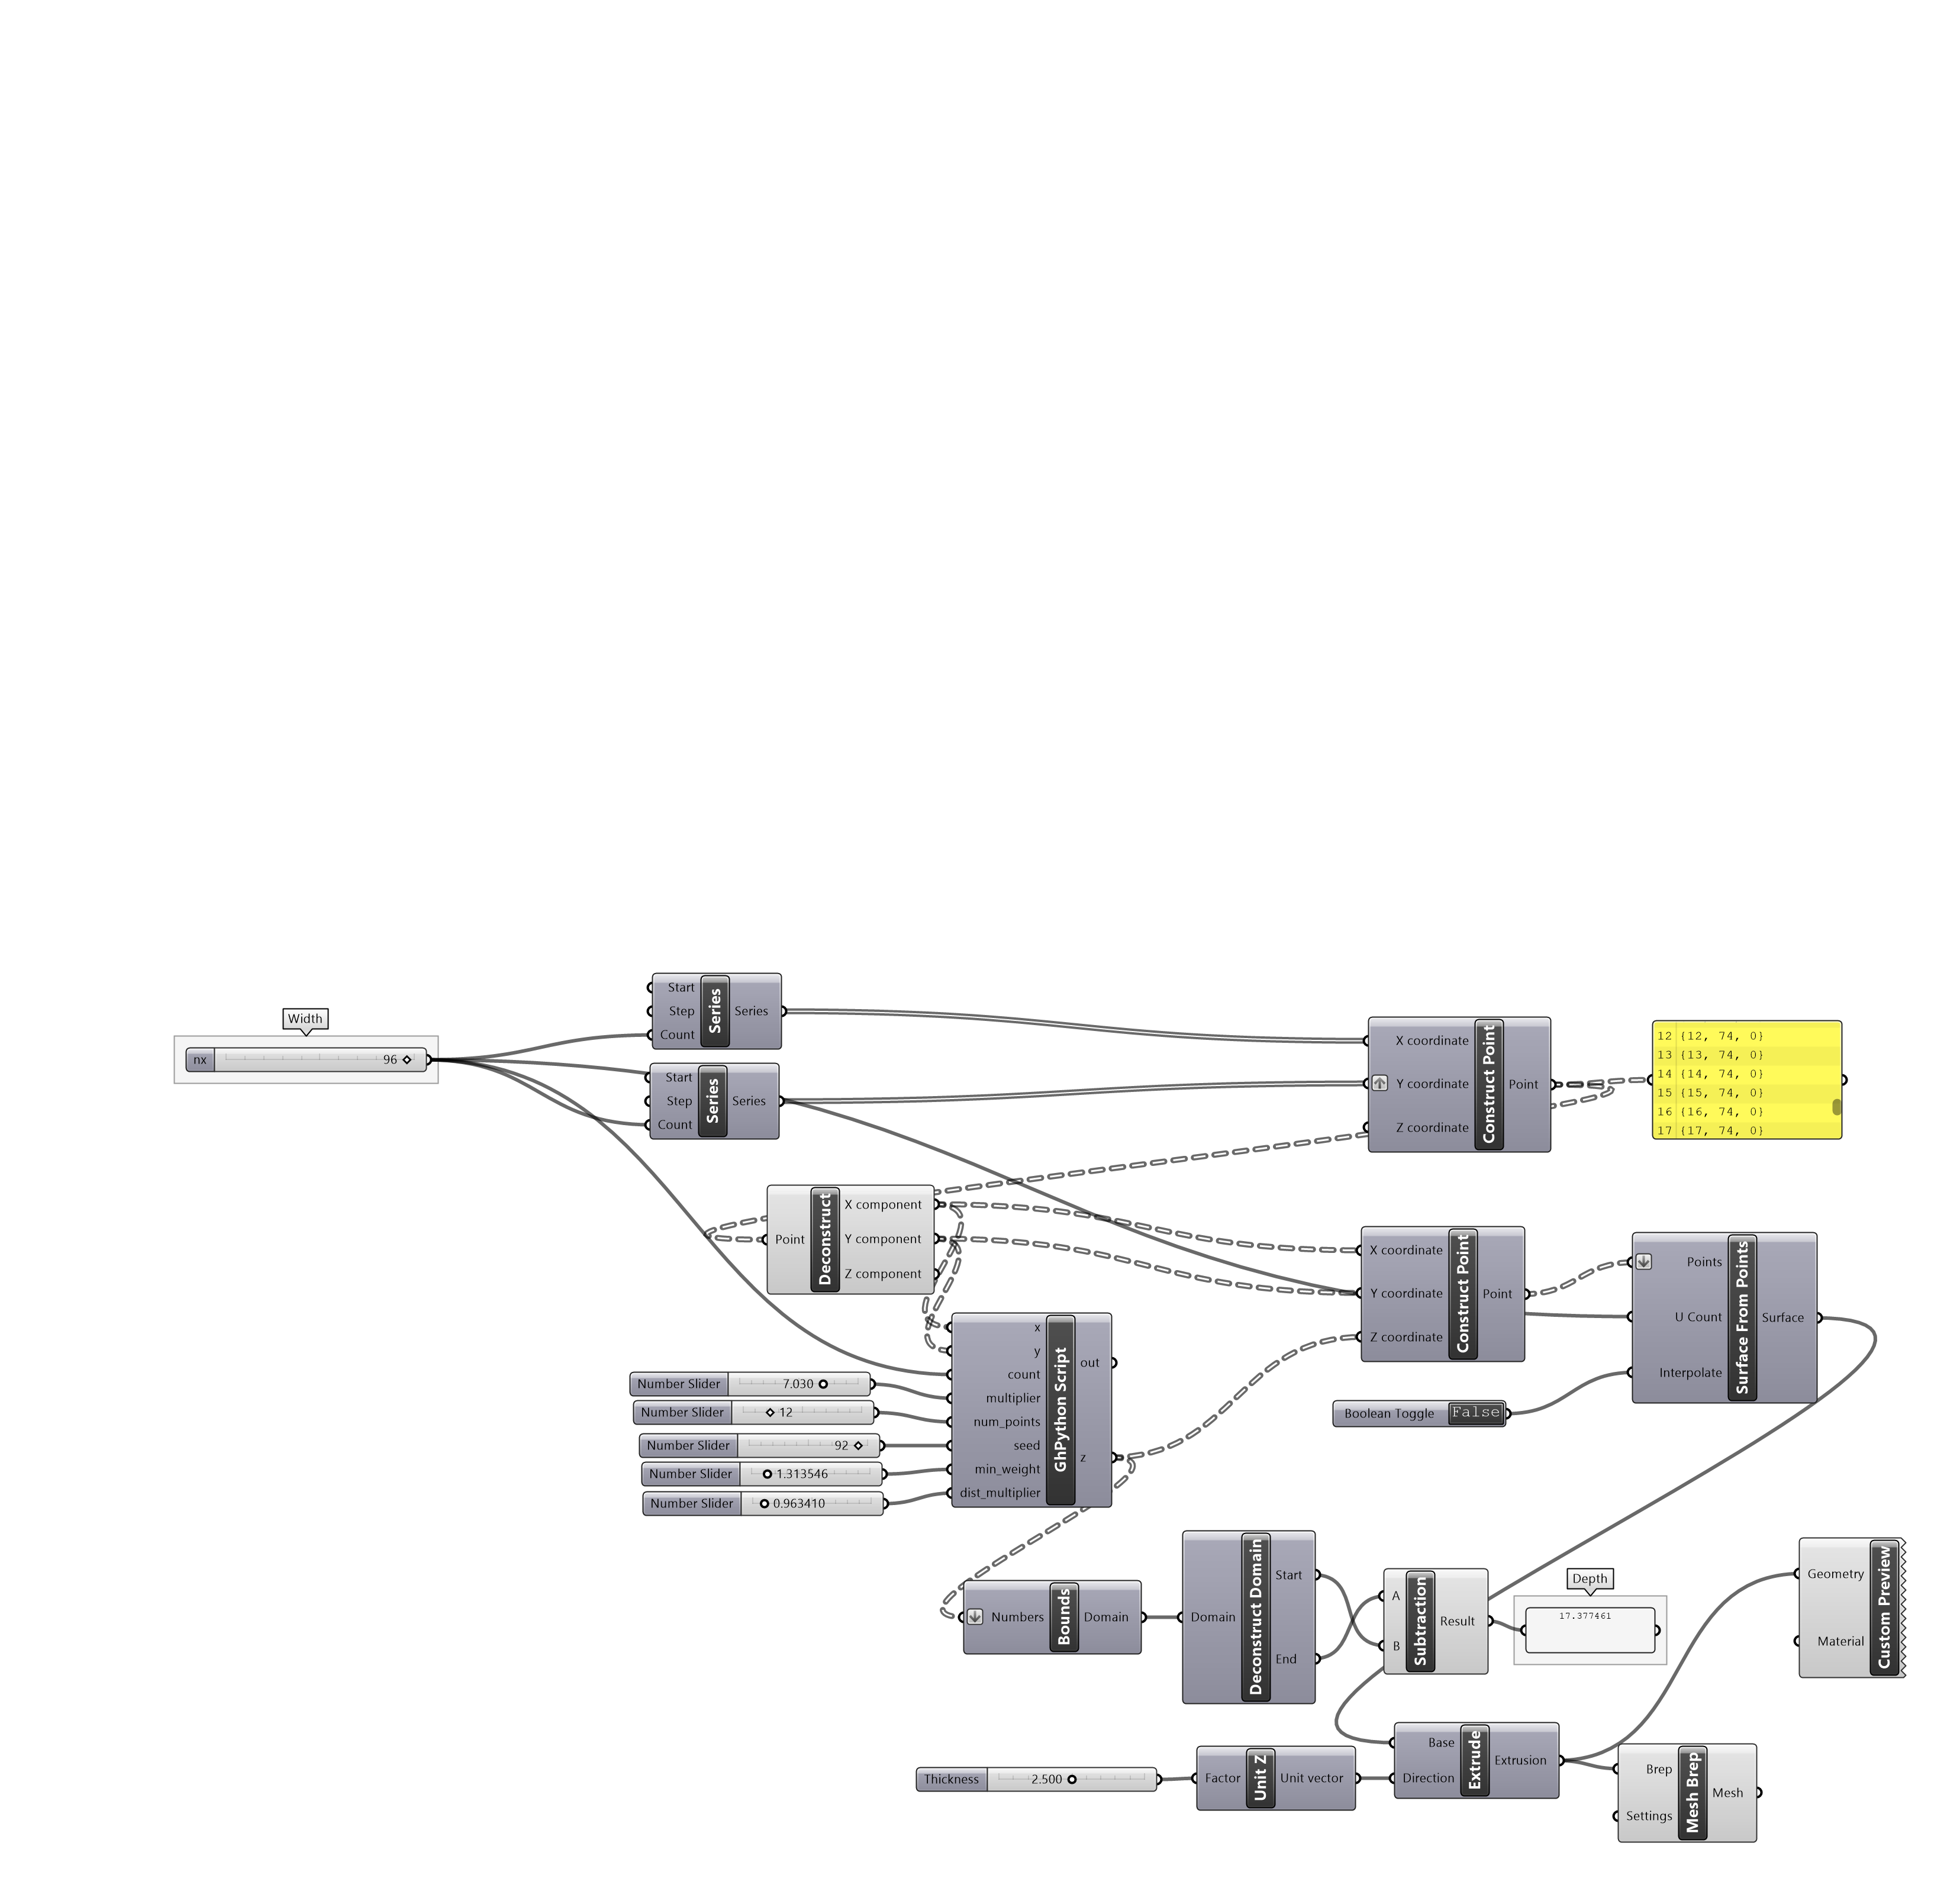 Width
nx 96
Start
Step
Count
Series
Series
Start
Step
Count
Series
Series
X coordinate
Y coordinate
Z coordinate
Construct Point
Point
12 {12, 74, 0}
13 {13, 74, 0}
14 {14, 74, 0}
15 {15, 74, 0}
16 {16, 74, 0}
17 {17, 74, 0}
Point
Deconstruct
X component
Y component
Z component
X coordinate
Y coordinate
Z coordinate
Construct Point
Point
Points
U Count
Interpolate
Surface From Points
Surface
Boolean Toggle False
Number Slider 7.030
Number Slider 12
Number Slider 92
Number Slider 1.313546
Number Slider 0.963410
x
y
count
multiplier
num_points
seed
min_weight
dist_multiplier
GhPython Script
out
z
Numbers
Bounds
Domain
Domain
Deconstruct Domain
Start
End
A
B
Subtraction
Result
Depth
17.377461
Geometry
Material
Custom Preview
Thickness 2.500
Factor
Unit Z
Unit vector
Base
Direction
Extrude
Extrusion
Brep
Settings
Mesh Brep
Mesh